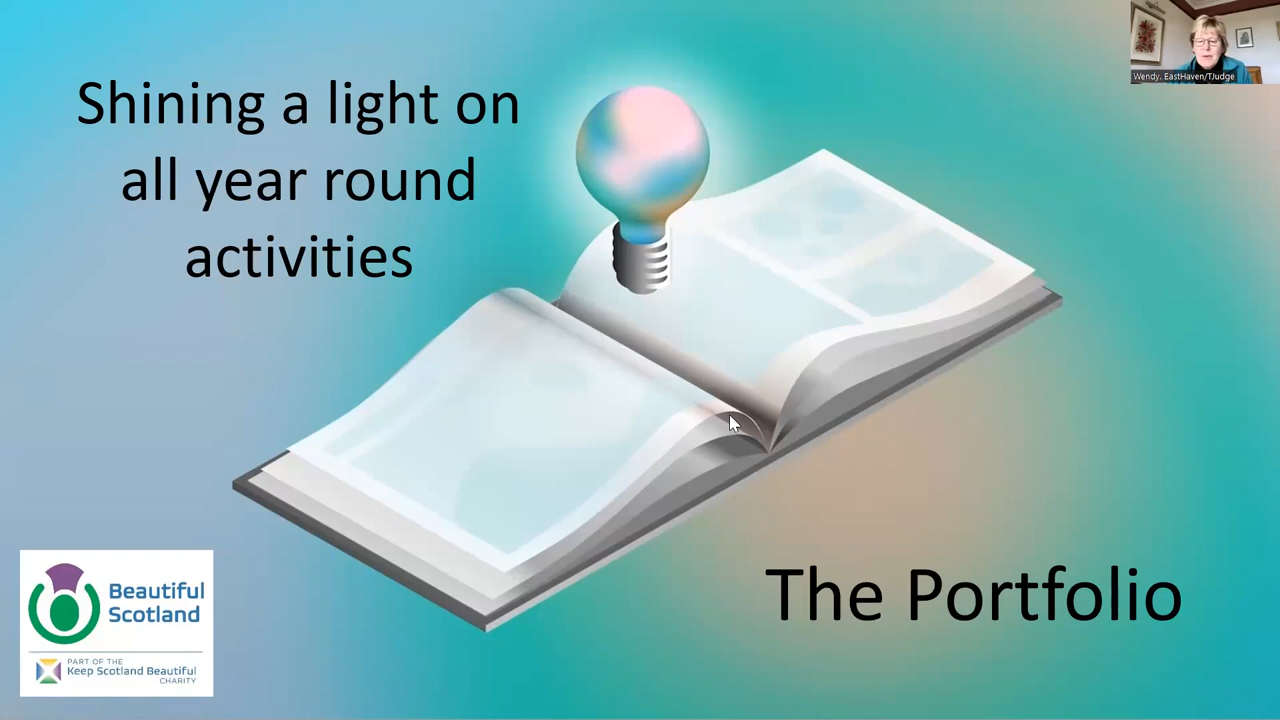 Shining a light on
all year round
activities
Wendy. EastHaven/TJudge
The Portfolio
Beautiful
Scotland
PART OF THE
Keep Scotland Beautiful
CHARITY